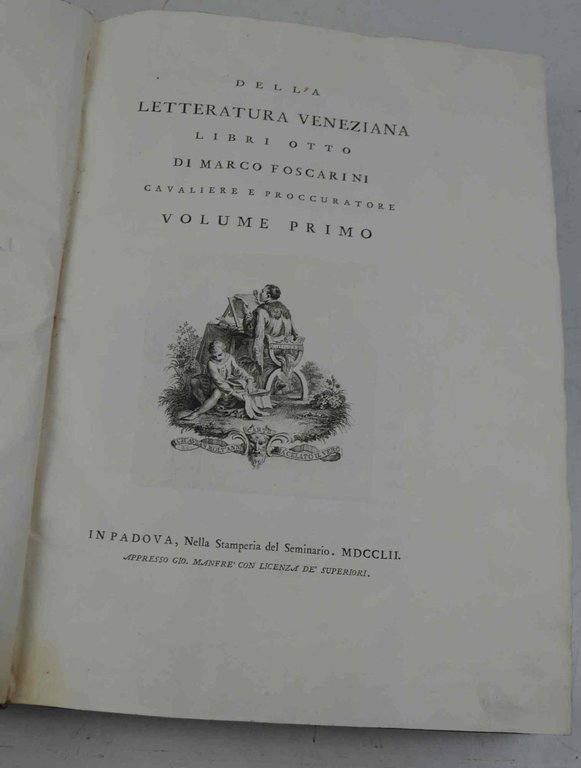 DELLA
LETTERATURA VENEZIANA
LIBRI OTTO
DI MARCO FOSCARINI
CAVALIERE E PROCCURATORE
VOLUME PRIMO
IN PADOVA, Nella Stamperia del Seminario. MDCCLII.
APPRESSO GIO. MANFRE' CON LICENZA DE' SUPERIORI.